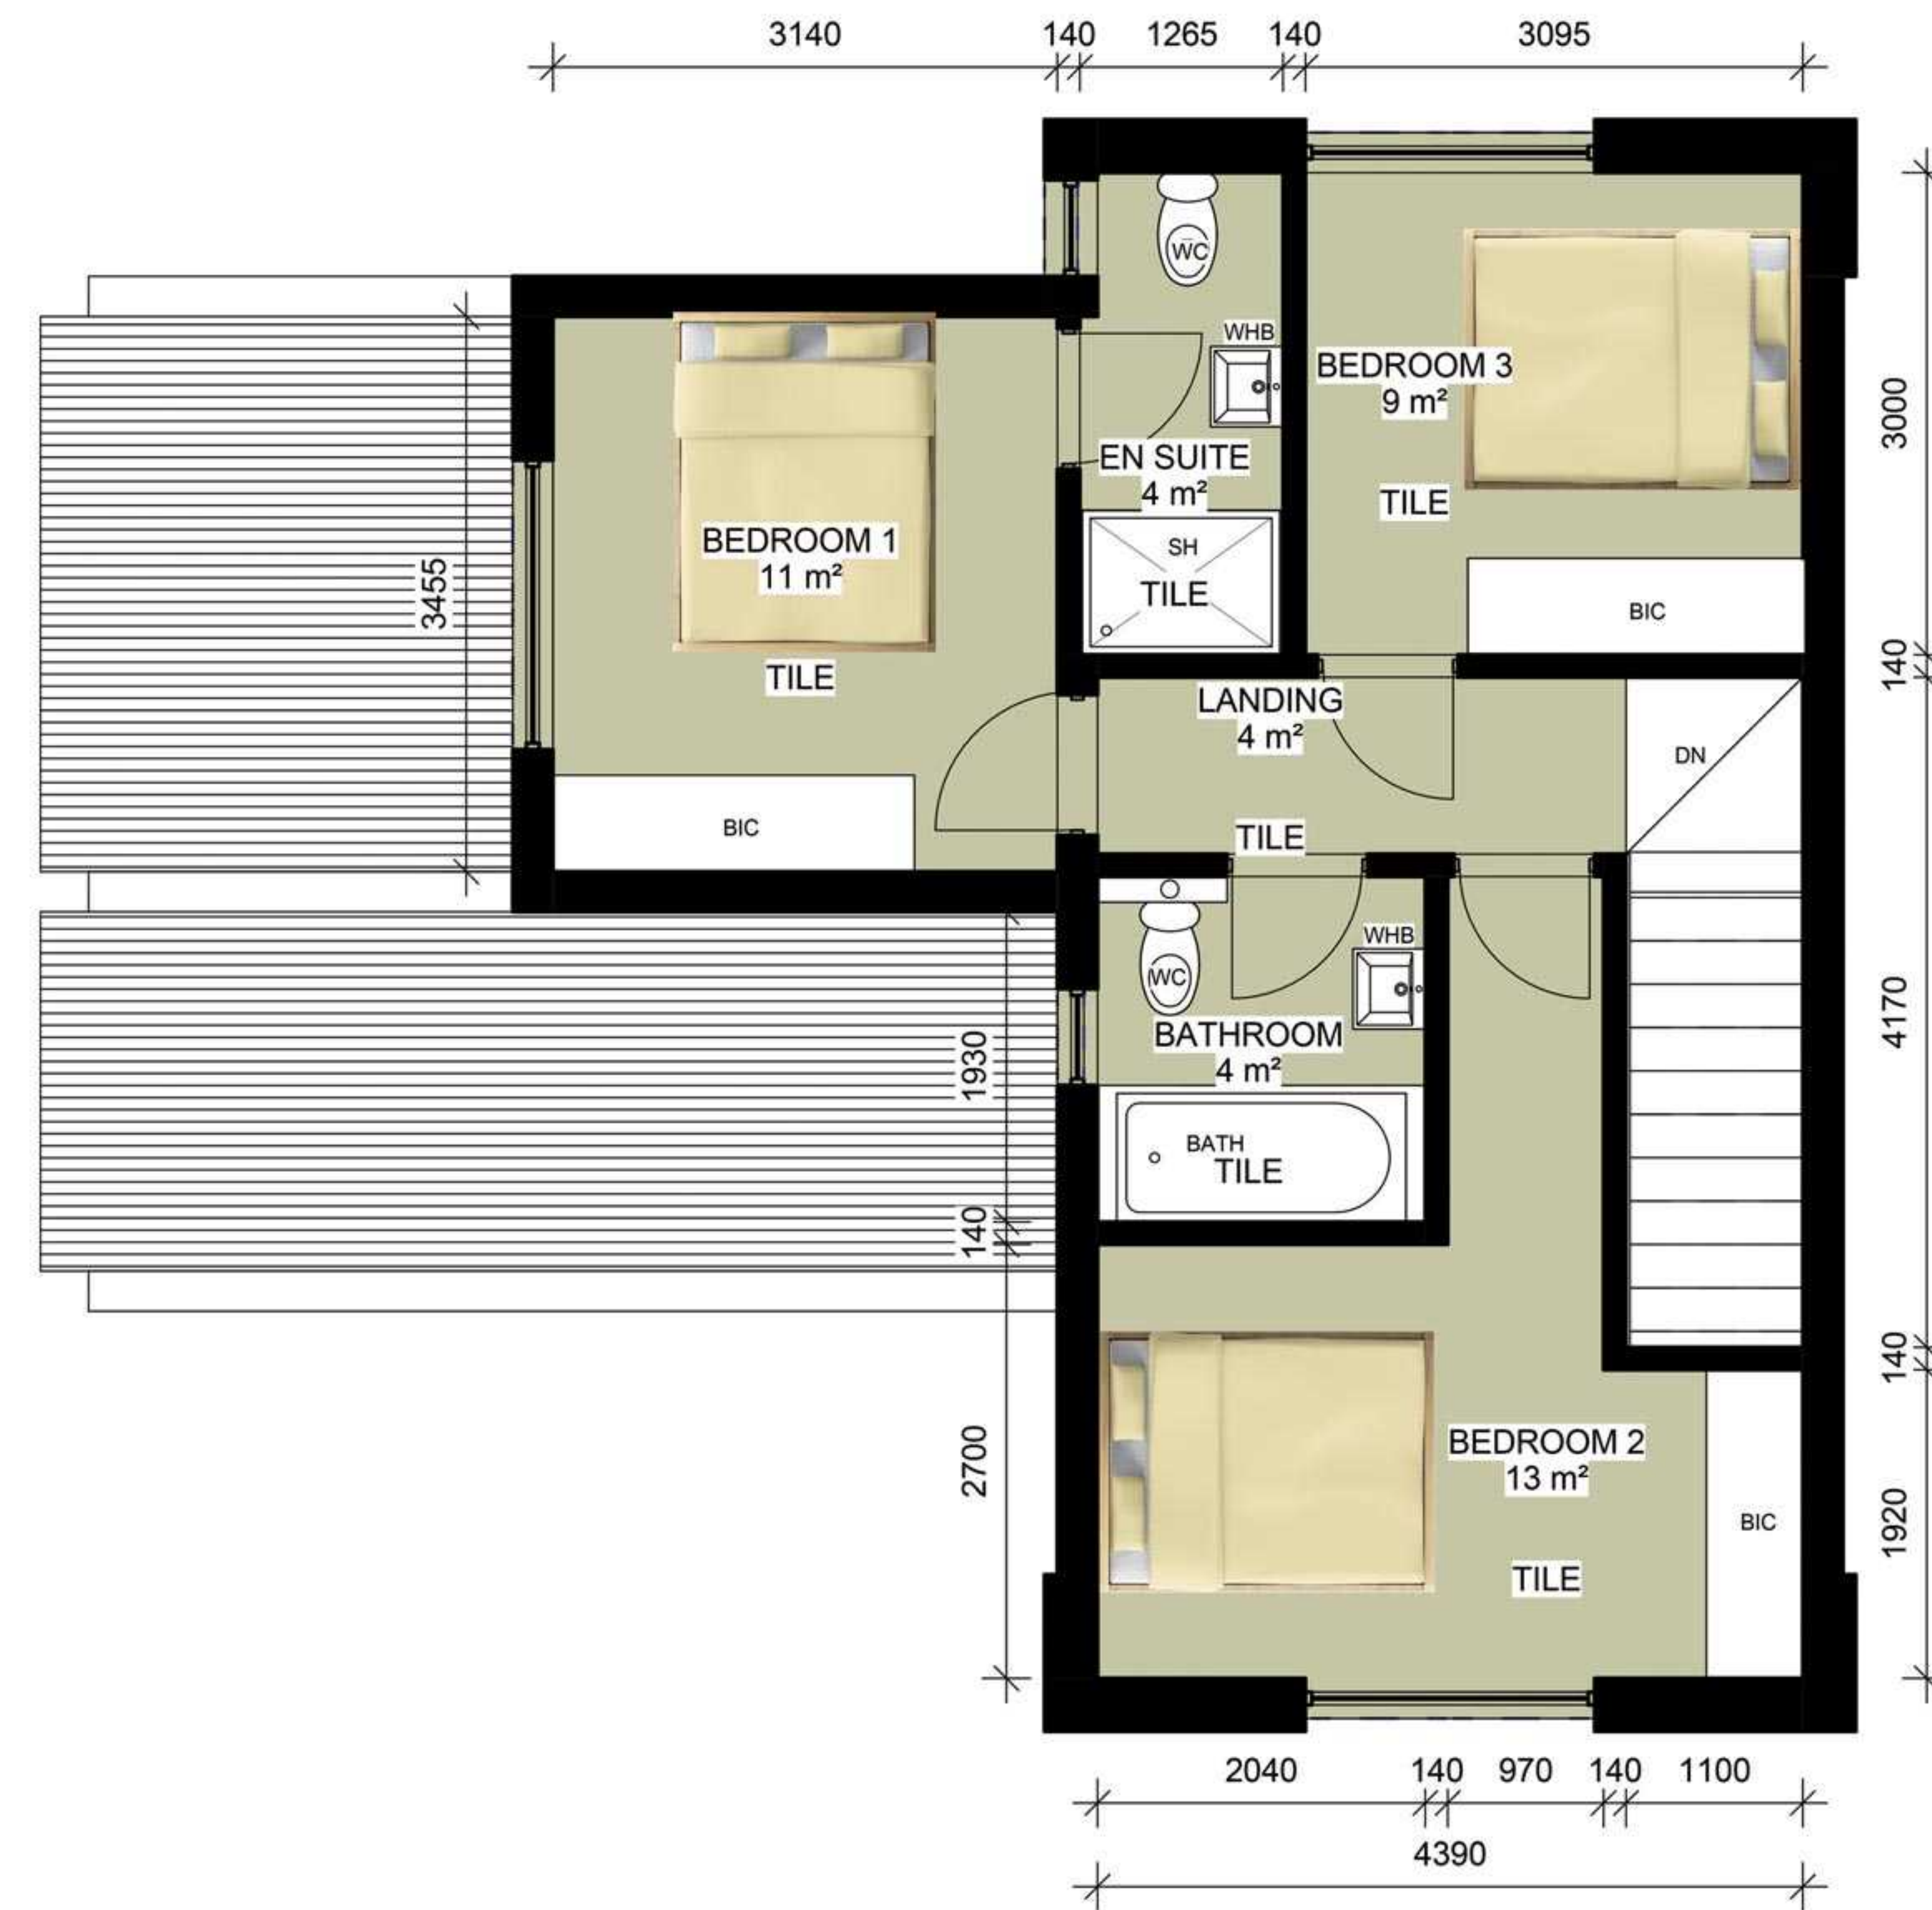 3140 140 1265 140 3095
WC
WHB
BEDROOM 3
9 m²
TILE
3000
EN SUITE
4 m²
SH
TILE
BEDROOM 1
11 m²
TILE
3455
BIC
BIC
140
LANDING
4 m²
TILE
DN
WHB
WC
BATHROOM
4 m²
BATH
TILE
1930
140
4170
140
2700
BEDROOM 2
13 m²
TILE
BIC
1920
2040 140 970 140 1100
4390